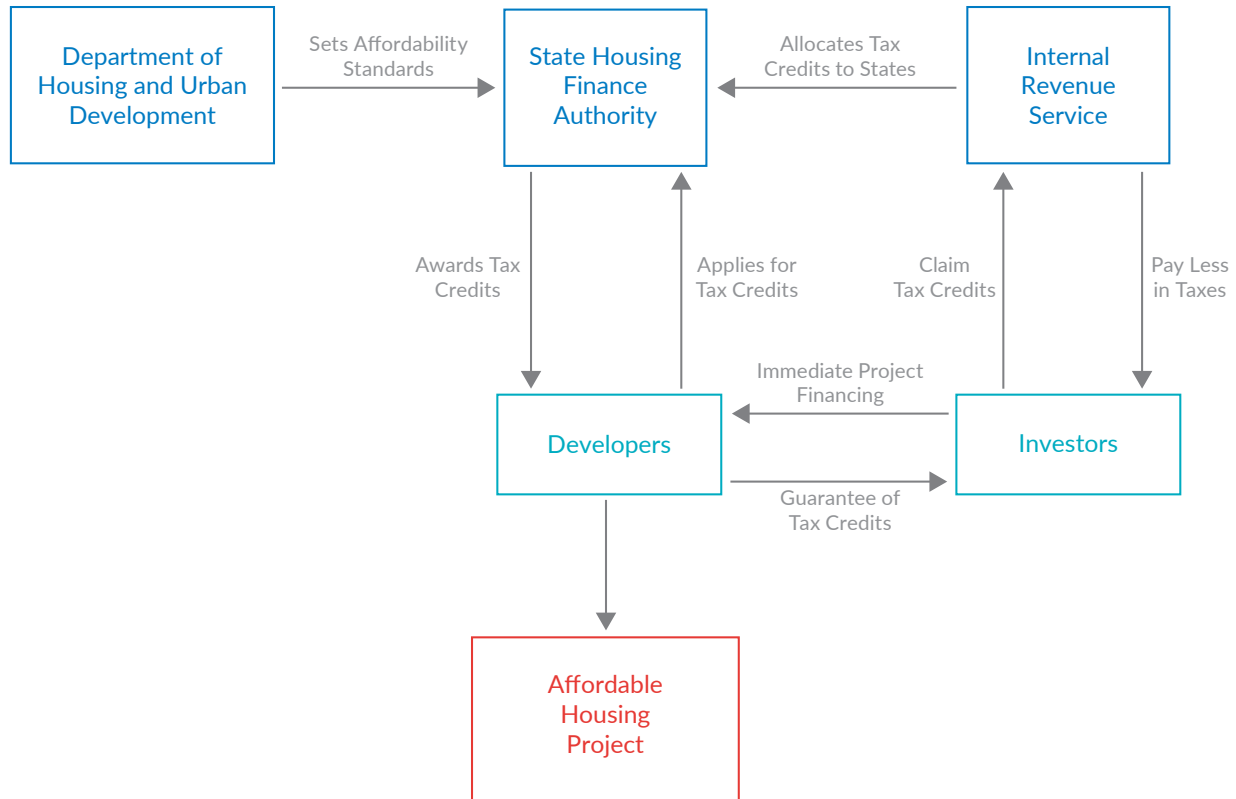 Department of
Housing and Urban
Development
Sets Affordability
Standards
State Housing
Finance
Authority
Allocates Tax
Credits to States
Internal
Revenue
Service
Awards Tax
Credits
Applies for
Tax Credits
Claim
Tax Credits
Pay Less
in Taxes
Immediate Project
Financing
Developers
Investors
Guarantee of
Tax Credits
Affordable
Housing
Project